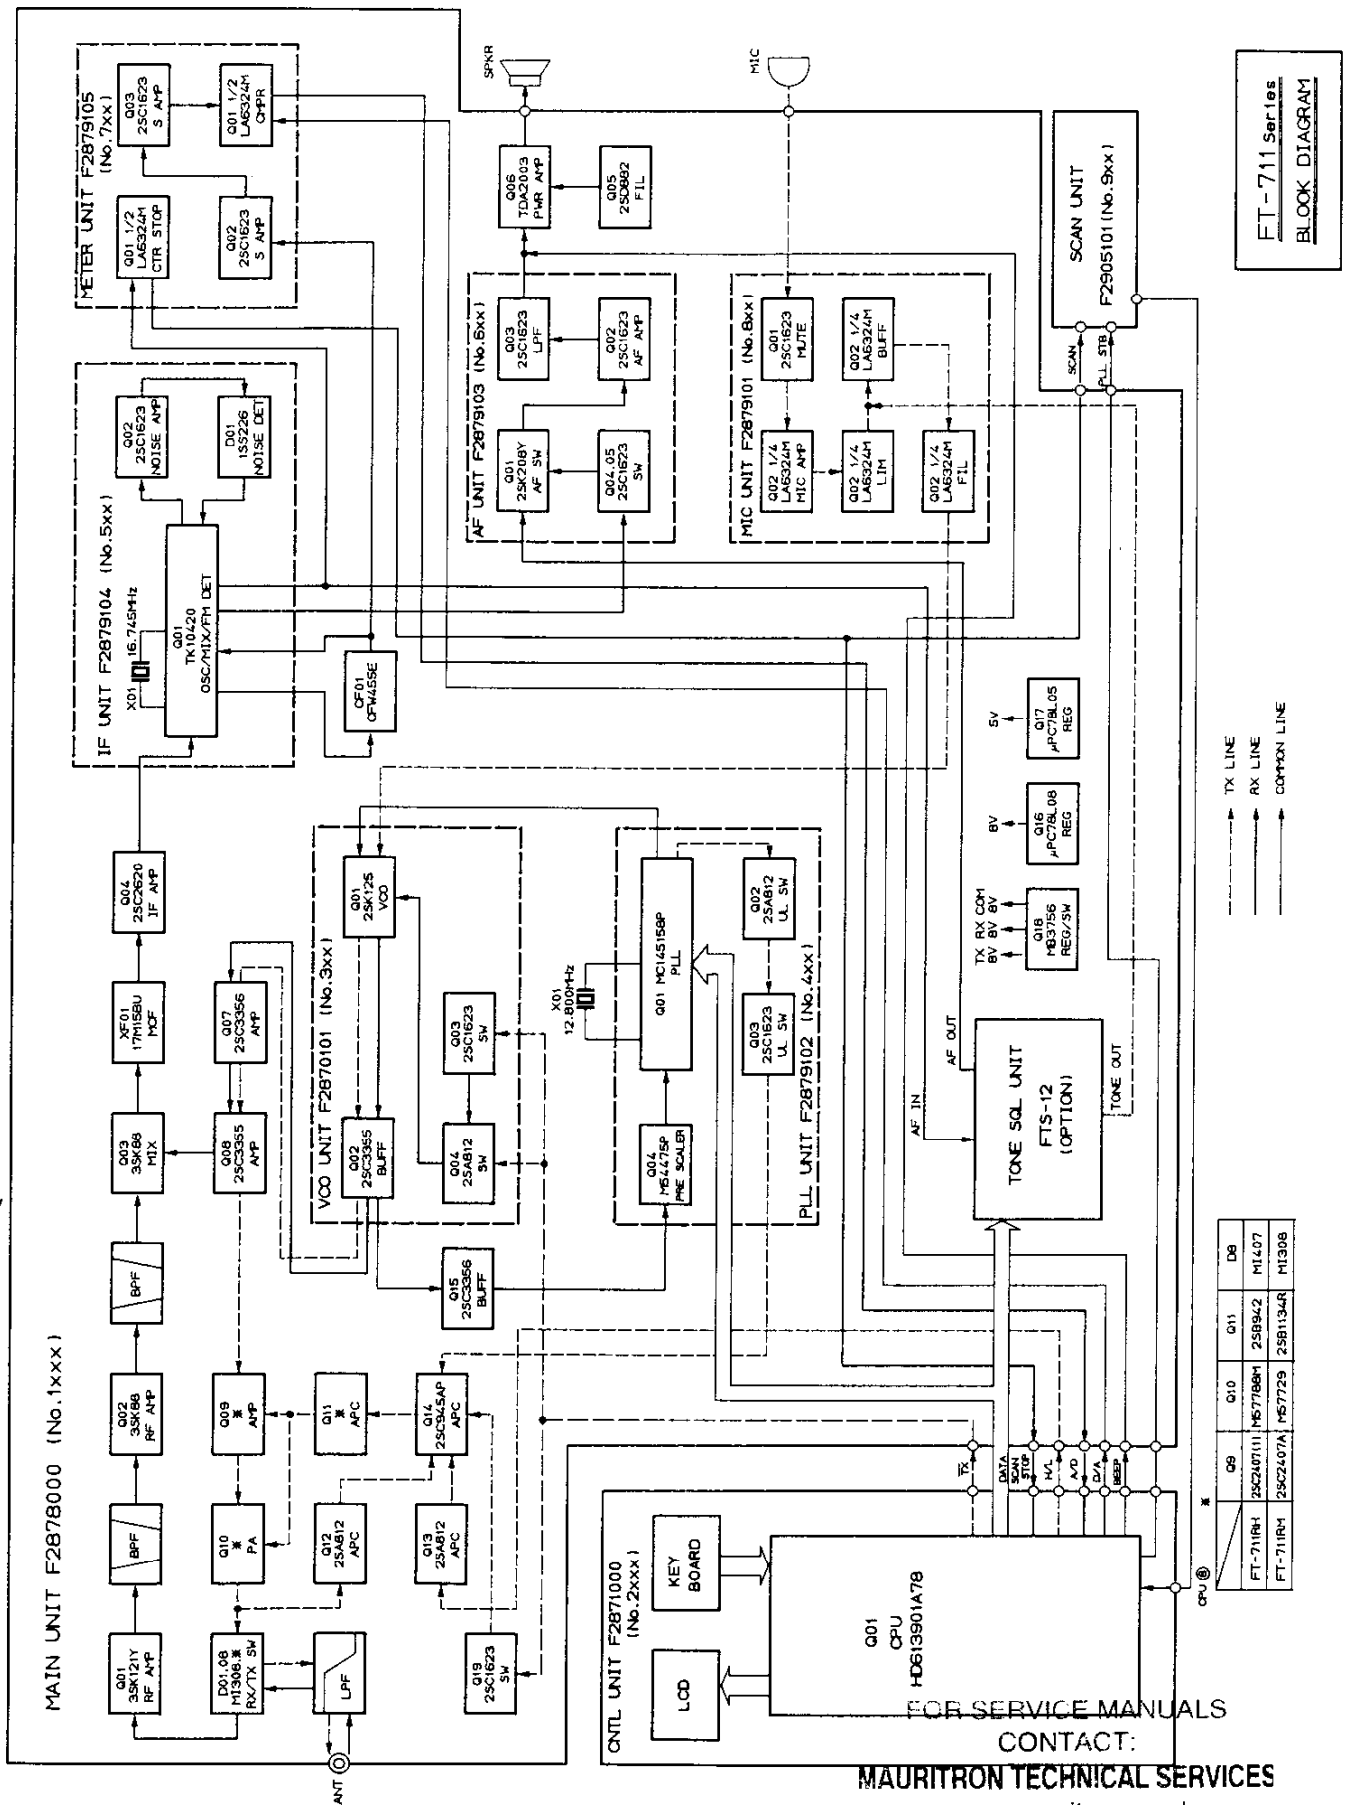 FT-711 Series
BLOCK DIAGRAM
MAIN UNIT F2878000 (No.1xxx)
ANT
Q01
3SK121Y
RF AMP
BPF
Q02
3SK88
RF AMP
BPF
Q03
3SK88
MIX
XF01
17M15BU
MCF
Q04
2SC2620
IF AMP
D01.08
MI308.※
RX/TX SW
LPF
Q10
※
PA
Q09
※
AMP
Q08
2SC3355
AMP
Q07
2SC3356
AMP
Q11
※
APC
Q12
2SA812
APC
Q13
2SA812
APC
Q14
2SC945AP
APC
Q19
2SC1623
SW
Q15
2SC3356
BUFF
IF UNIT F2879104 (No.5xx)
X01
16.745MHz
Q01
TK10420
OSC/MIX/FM DET
Q02
2SC1623
NOISE AMP
D01
1SS226
NOISE DET
CF01
CFW455E
METER UNIT F2879105
(No.7xx)
Q01 1/2
LA6324M
CTR STOP
Q02
2SC1623
S AMP
Q03
2SC1623
S AMP
Q01 1/2
LA6324M
CMPR
VCO UNIT F2870101 (No.3xx)
Q01
2SK125
VCO
Q02
2SC3355
BUFF
Q03
2SC1623
SW
Q04
2SA812
SW
AF UNIT F2879103 (No.6xx)
Q01
2SK208Y
AF SW
Q04.05
2SC1623
SW
Q03
2SC1623
LPF
Q02
2SC1623
AF AMP
Q06
TDA2003
PWR AMP
Q05
2SD882
FIL
SPKR
MIC
PLL UNIT F2879102 (No.4xx)
X01
12.800MHz
Q01 MC145158P
PLL
Q04
M54475P
PRE SCALER
Q02
2SA812
UL SW
Q03
2SC1623
UL SW
MIC UNIT F2879101 (No.8xx)
Q01
2SC1623
MUTE
Q02 1/4
LA6324M
MIC AMP
Q02 1/4
LA6324M
LIM
Q02 1/4
LA6324M
BUFF
Q02 1/4
LA6324M
FIL
TONE SQL UNIT
FTS-12
(OPTION)
AF IN
AF OUT
TONE OUT
TX RX COM
8V 8V 8V
Q18
MB3756
REG/SW
8V
Q16
μPC78L08
REG
5V
Q17
μPC78L05
REG
SCAN
PLL STB
SCAN UNIT
F2905101(No.9xx)
CNTL UNIT F2871000
(No.2xxx)
LCD
KEY
BOARD
Q01
CPU
HD613901A78
TX
DATA
SCAN
STOP
H/L
A/D
D/A
BEEP
CPU ⑧
TX LINE
RX LINE
COMMON LINE
※
Q9 Q10 Q11 D8
FT-711RH 2SC2407(1) M57788M 2SB942 MI407
FT-711RM 2SC2407A M57729 2SB1134R MI308
FOR SERVICE MANUALS
CONTACT:
MAURITRON TECHNICAL SERVICES